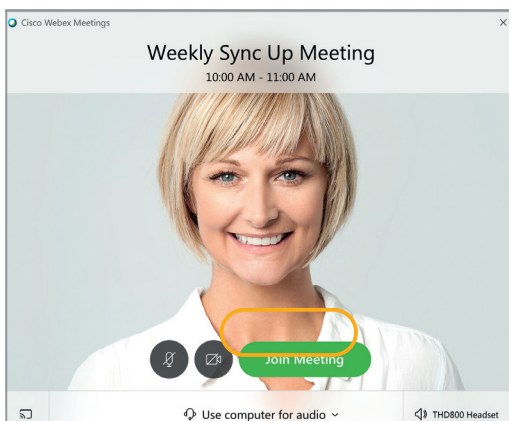 Cisco Webex Meetings
Weekly Sync Up Meeting
10:00 AM - 11:00 AM
Join Meeting
Use computer for audio
THD800 Headset